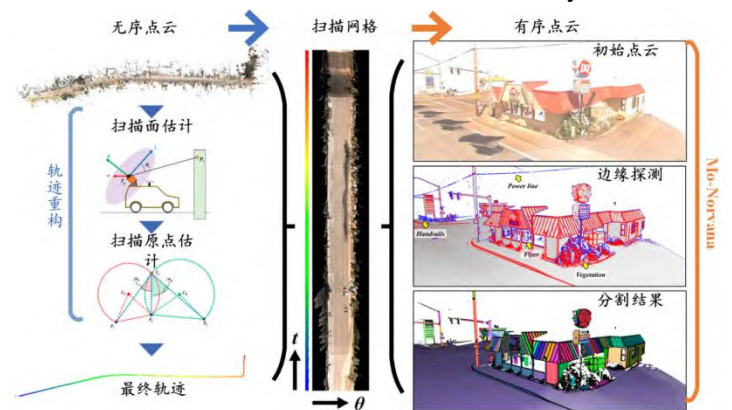 无序点云
扫描网格
有序点云
轨迹重构
扫描面估计
扫描原点估
计
最终轨迹
t
θ
初始点云
边缘探测
Power line
Handrails
Flyer
Vegetation
分割结果
Mo-Norvana